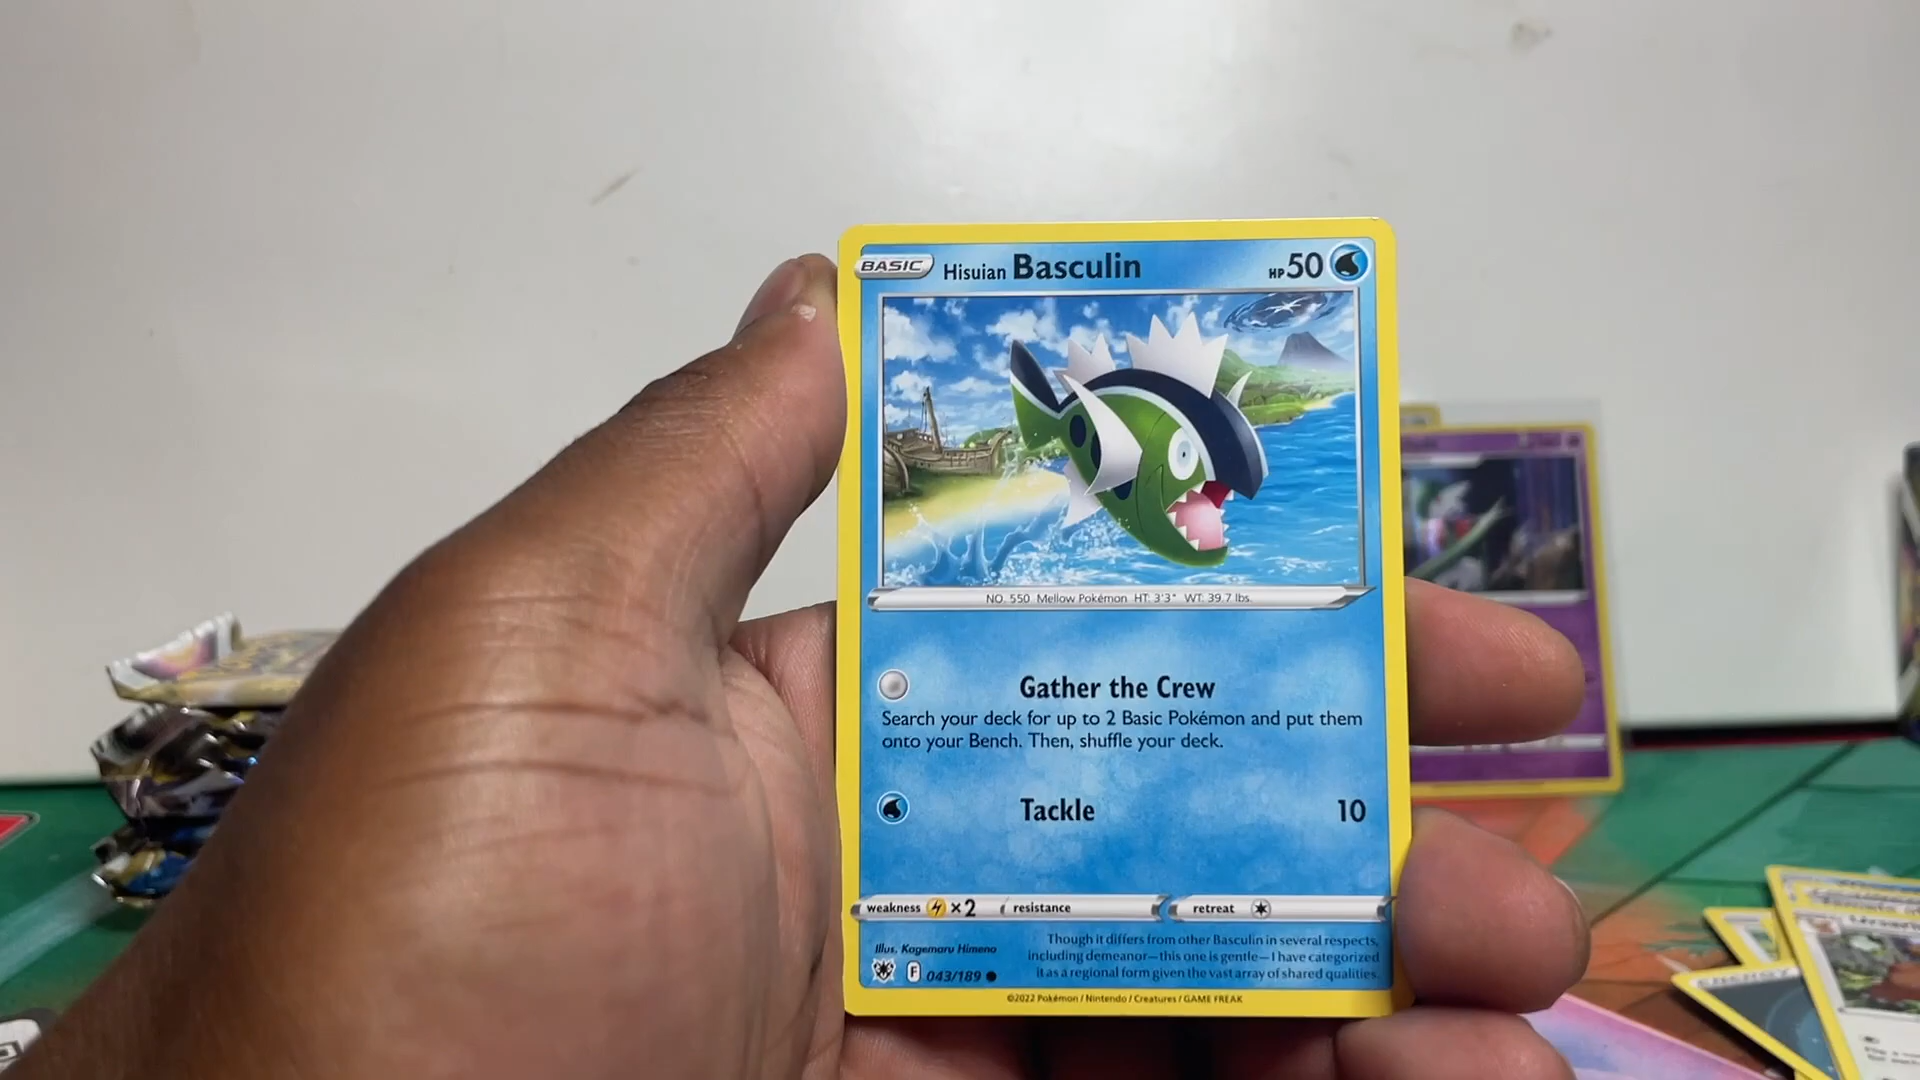 BASIC Hisuian Basculin HP 50
NO. 550 Mellow Pokémon HT: 3'3" WT: 39.7 lbs.
Gather the Crew
Search your deck for up to 2 Basic Pokémon and put them
onto your Bench. Then, shuffle your deck.
Tackle 10
weakness ×2 resistance retreat
Illus. Kagemaru Himeno
F 043/189
Though it differs from other Basculin in several respects,
including demeanor—this one is gentle—I have categorized
it as a regional form given the vast array of shared qualities.
©2022 Pokémon / Nintendo / Creatures / GAME FREAK
ENERGY